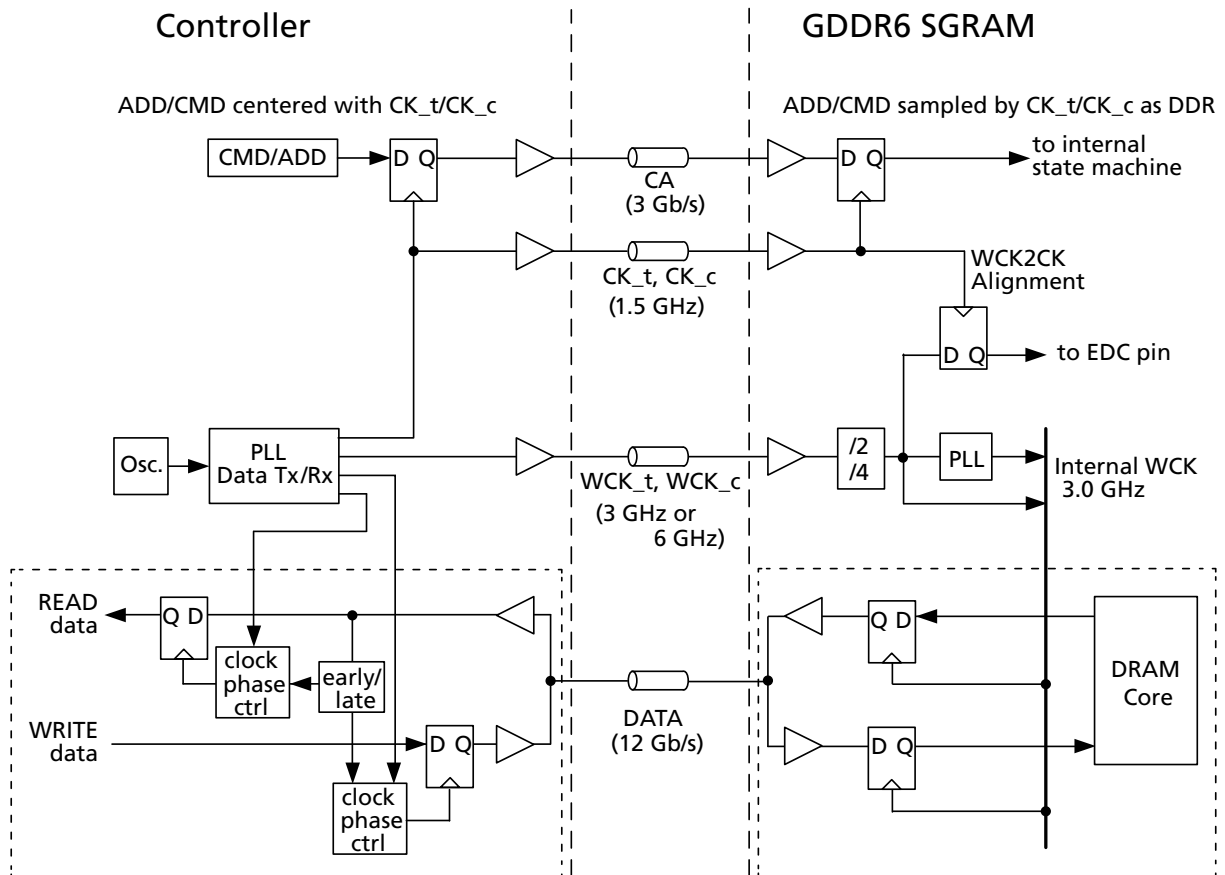 Controller
GDDR6 SGRAM
ADD/CMD centered with CK_t/CK_c
ADD/CMD sampled by CK_t/CK_c as DDR
CMD/ADD
D Q
CA
(3 Gb/s)
D Q
to internal
state machine
CK_t, CK_c
(1.5 GHz)
WCK2CK
Alignment
D Q
to EDC pin
Osc.
PLL
Data Tx/Rx
WCK_t, WCK_c
(3 GHz or
6 GHz)
/2
/4
PLL
Internal WCK
3.0 GHz
READ
data
Q D
clock
phase
ctrl
early/
late
WRITE
data
D Q
clock
phase
ctrl
DATA
(12 Gb/s)
Q D
D Q
DRAM
Core